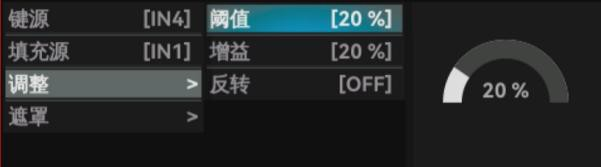 键源 [IN4]
填充源 [IN1]
调整 >
遮罩 >
阈值 [20 %]
增益 [20 %]
反转 [OFF]
20 %